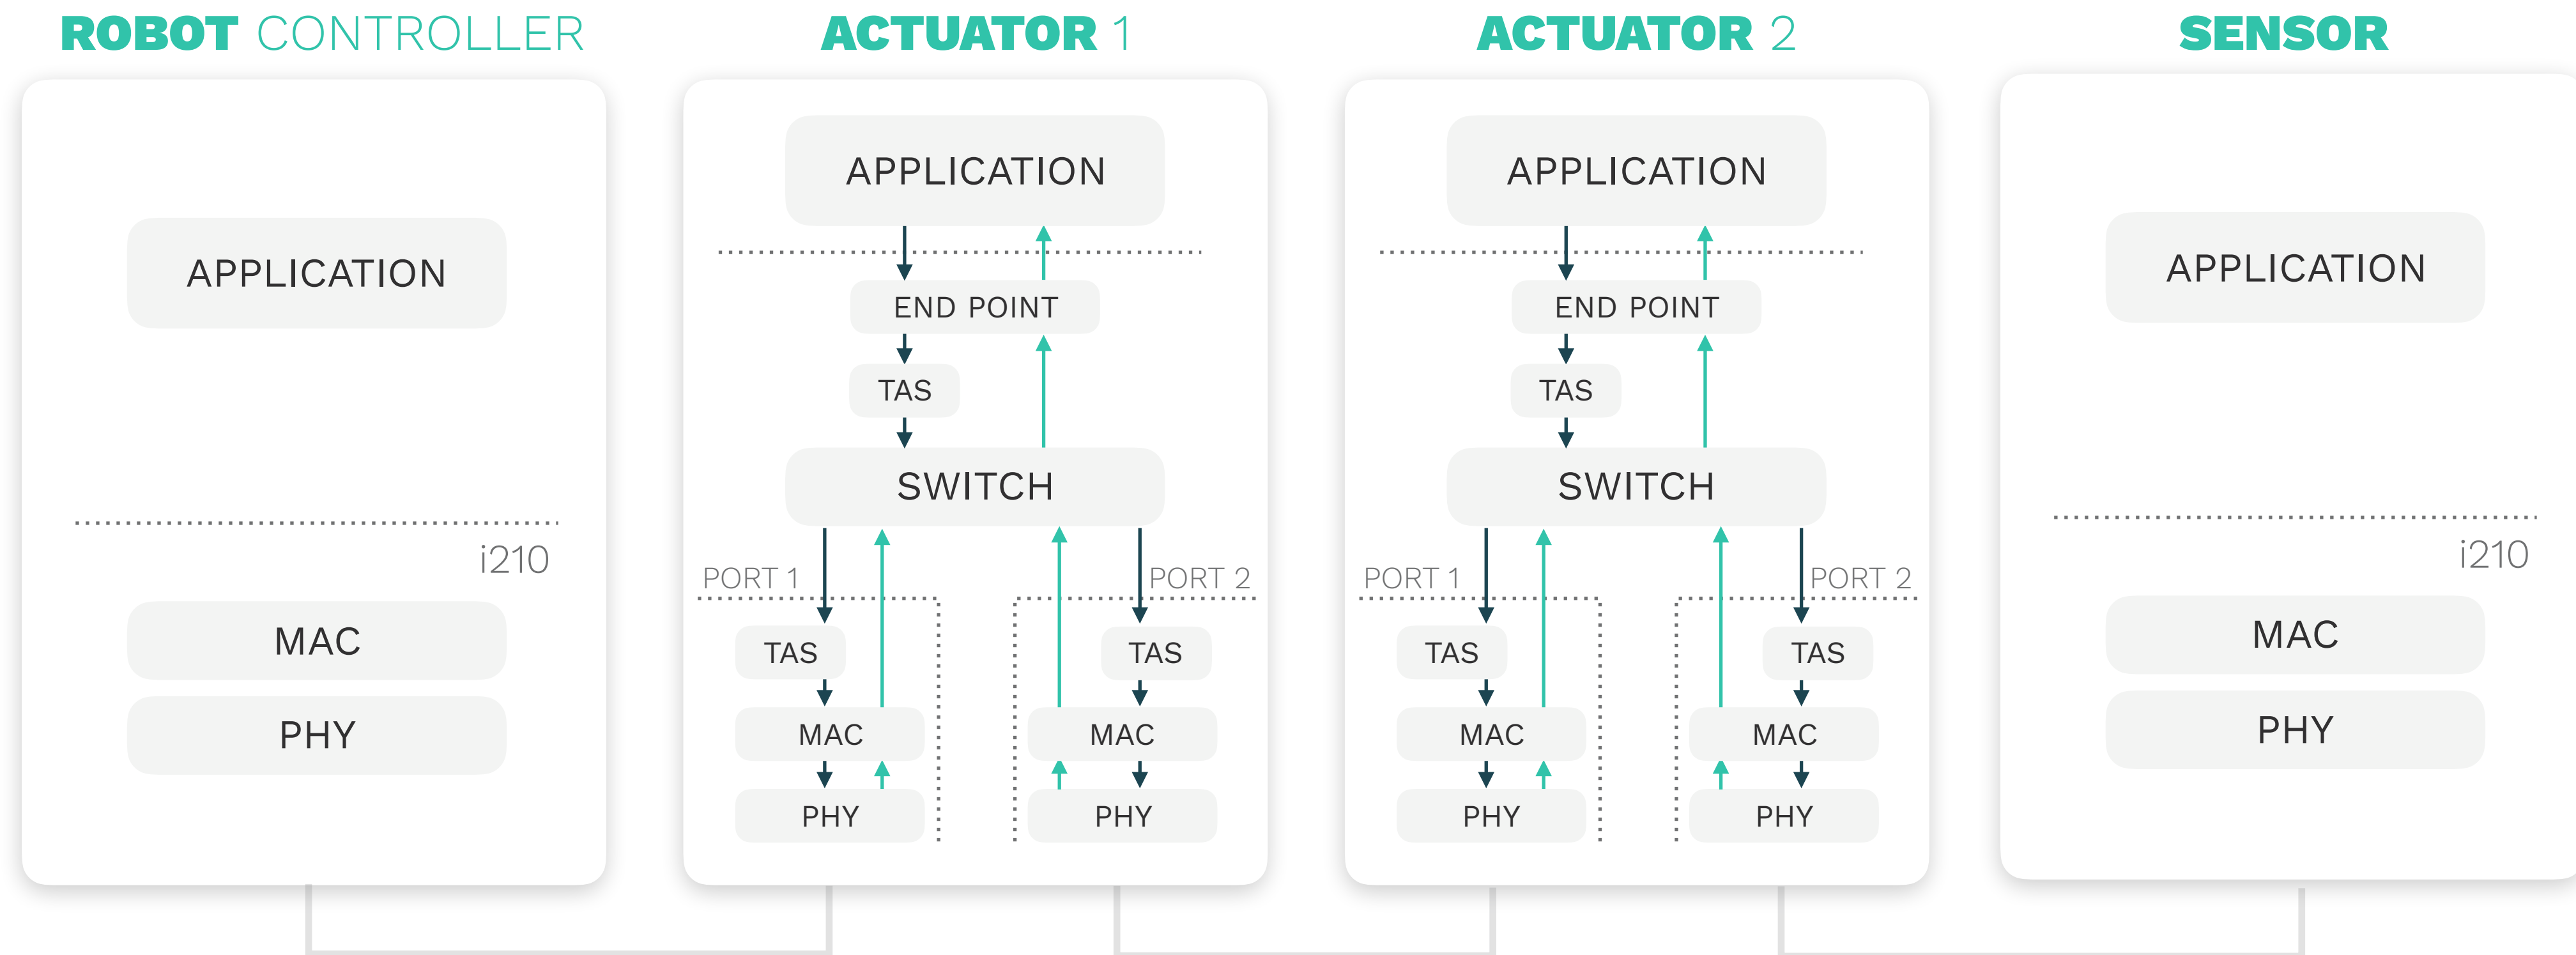 ROBOT CONTROLLER
APPLICATION
i210
MAC
PHY
ACTUATOR 1
APPLICATION
END POINT
TAS
SWITCH
PORT 1
PORT 2
TAS
TAS
MAC
MAC
PHY
PHY
ACTUATOR 2
APPLICATION
END POINT
TAS
SWITCH
PORT 1
PORT 2
TAS
TAS
MAC
MAC
PHY
PHY
SENSOR
APPLICATION
i210
MAC
PHY